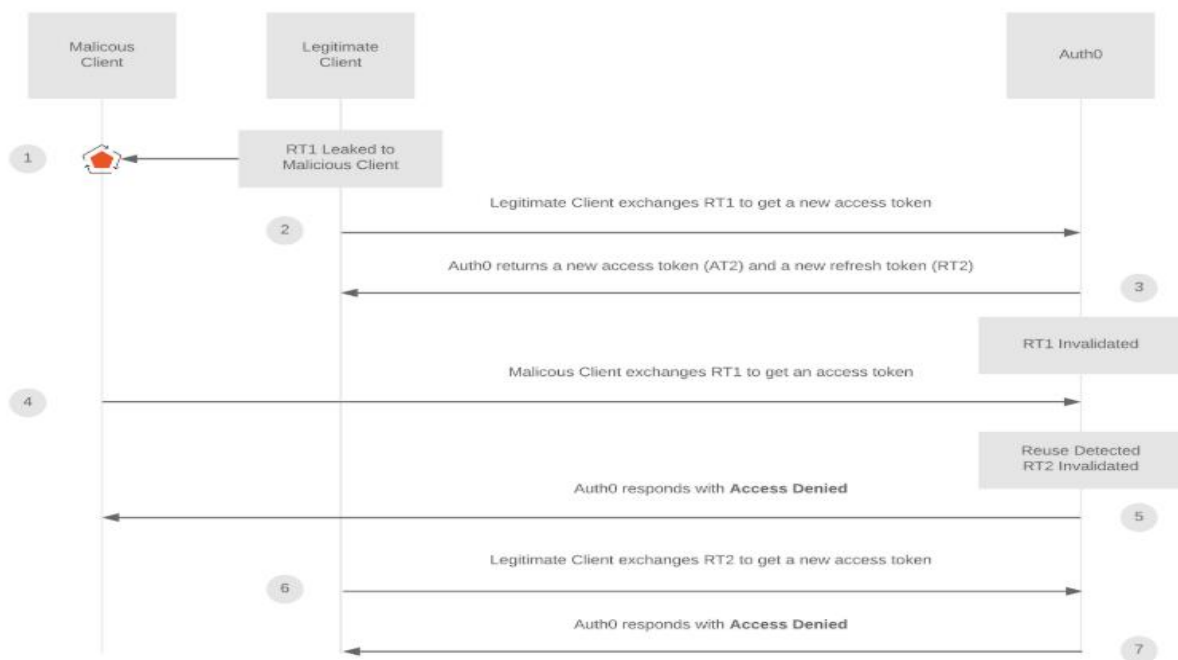 Malicous
Client
Legitimate
Client
Auth0
1
RT1 Leaked to
Malicious Client
Legitimate Client exchanges RT1 to get a new access token
2
Auth0 returns a new access token (AT2) and a new refresh token (RT2)
3
RT1 Invalidated
Malicous Client exchanges RT1 to get an access token
4
Reuse Detected
RT2 Invalidated
Auth0 responds with Access Denied
5
Legitimate Client exchanges RT2 to get a new access token
6
Auth0 responds with Access Denied
7